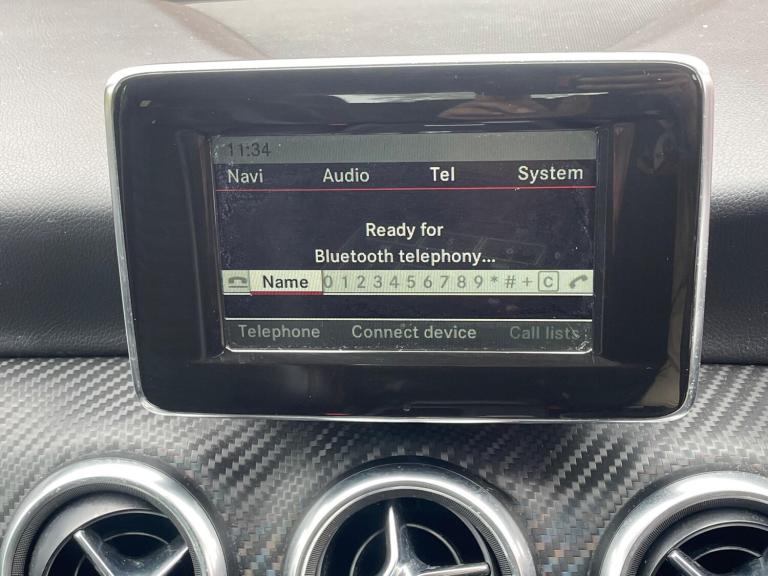 11:34
Navi Audio Tel System
Ready for
Bluetooth telephony...
Name 0 1 2 3 4 5 6 7 8 9 * # + C
Telephone Connect device Call lists